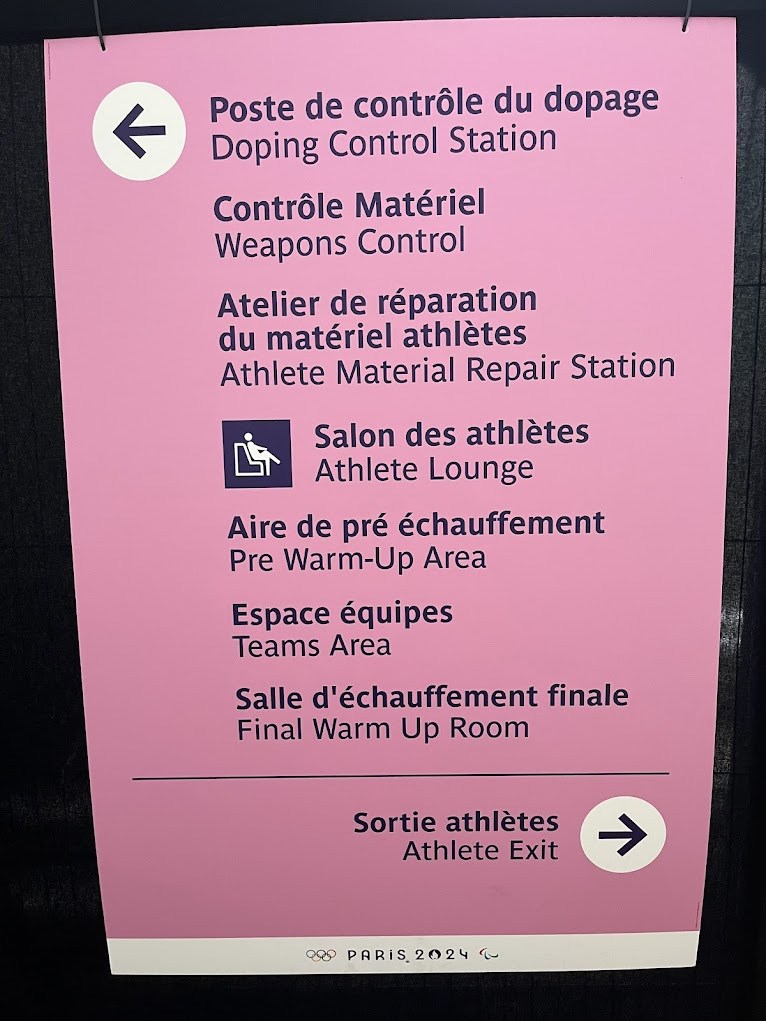 Poste de contrôle du dopage
Doping Control Station
Contrôle Matériel
Weapons Control
Atelier de réparation
du matériel athlètes
Athlete Material Repair Station
Salon des athlètes
Athlete Lounge
Aire de pré échauffement
Pre Warm-Up Area
Espace équipes
Teams Area
Salle d'échauffement finale
Final Warm Up Room
Sortie athlètes
Athlete Exit
PARIS 2024